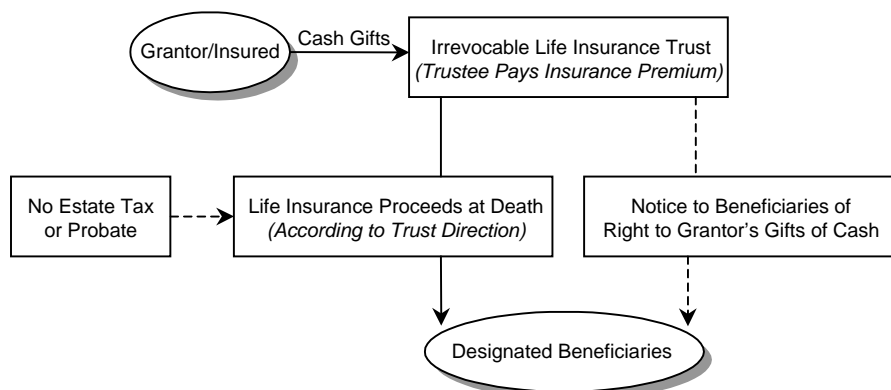 Grantor/Insured
Cash Gifts
Irrevocable Life Insurance Trust
(Trustee Pays Insurance Premium)
No Estate Tax
or Probate
Life Insurance Proceeds at Death
(According to Trust Direction)
Notice to Beneficiaries of
Right to Grantor's Gifts of Cash
Designated Beneficiaries